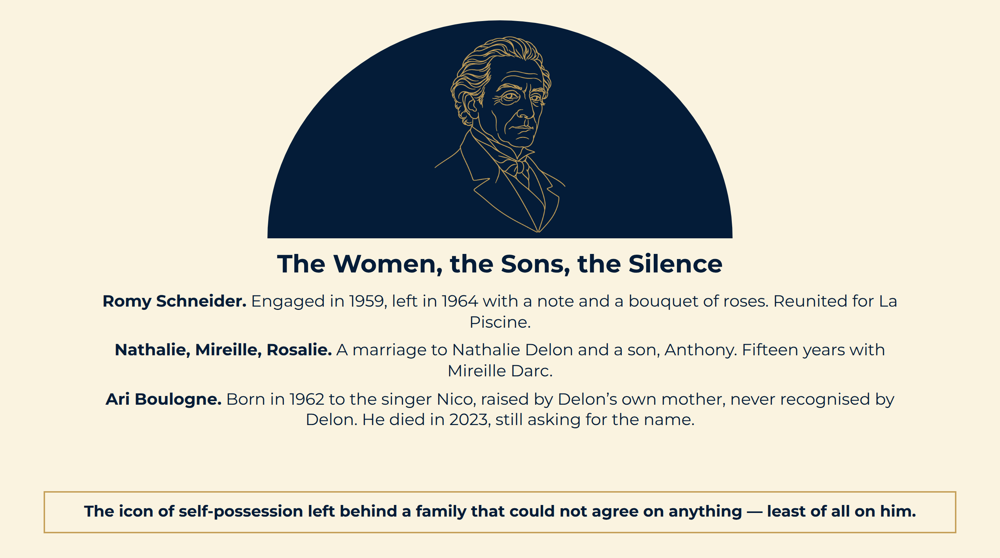 The Women, the Sons, the Silence
Romy Schneider. Engaged in 1959, left in 1964 with a note and a bouquet of roses. Reunited for La
Piscine.
Nathalie, Mireille, Rosalie. A marriage to Nathalie Delon and a son, Anthony. Fifteen years with
Mireille Darc.
Ari Boulogne. Born in 1962 to the singer Nico, raised by Delon’s own mother, never recognised by
Delon. He died in 2023, still asking for the name.
The icon of self-possession left behind a family that could not agree on anything — least of all on him.